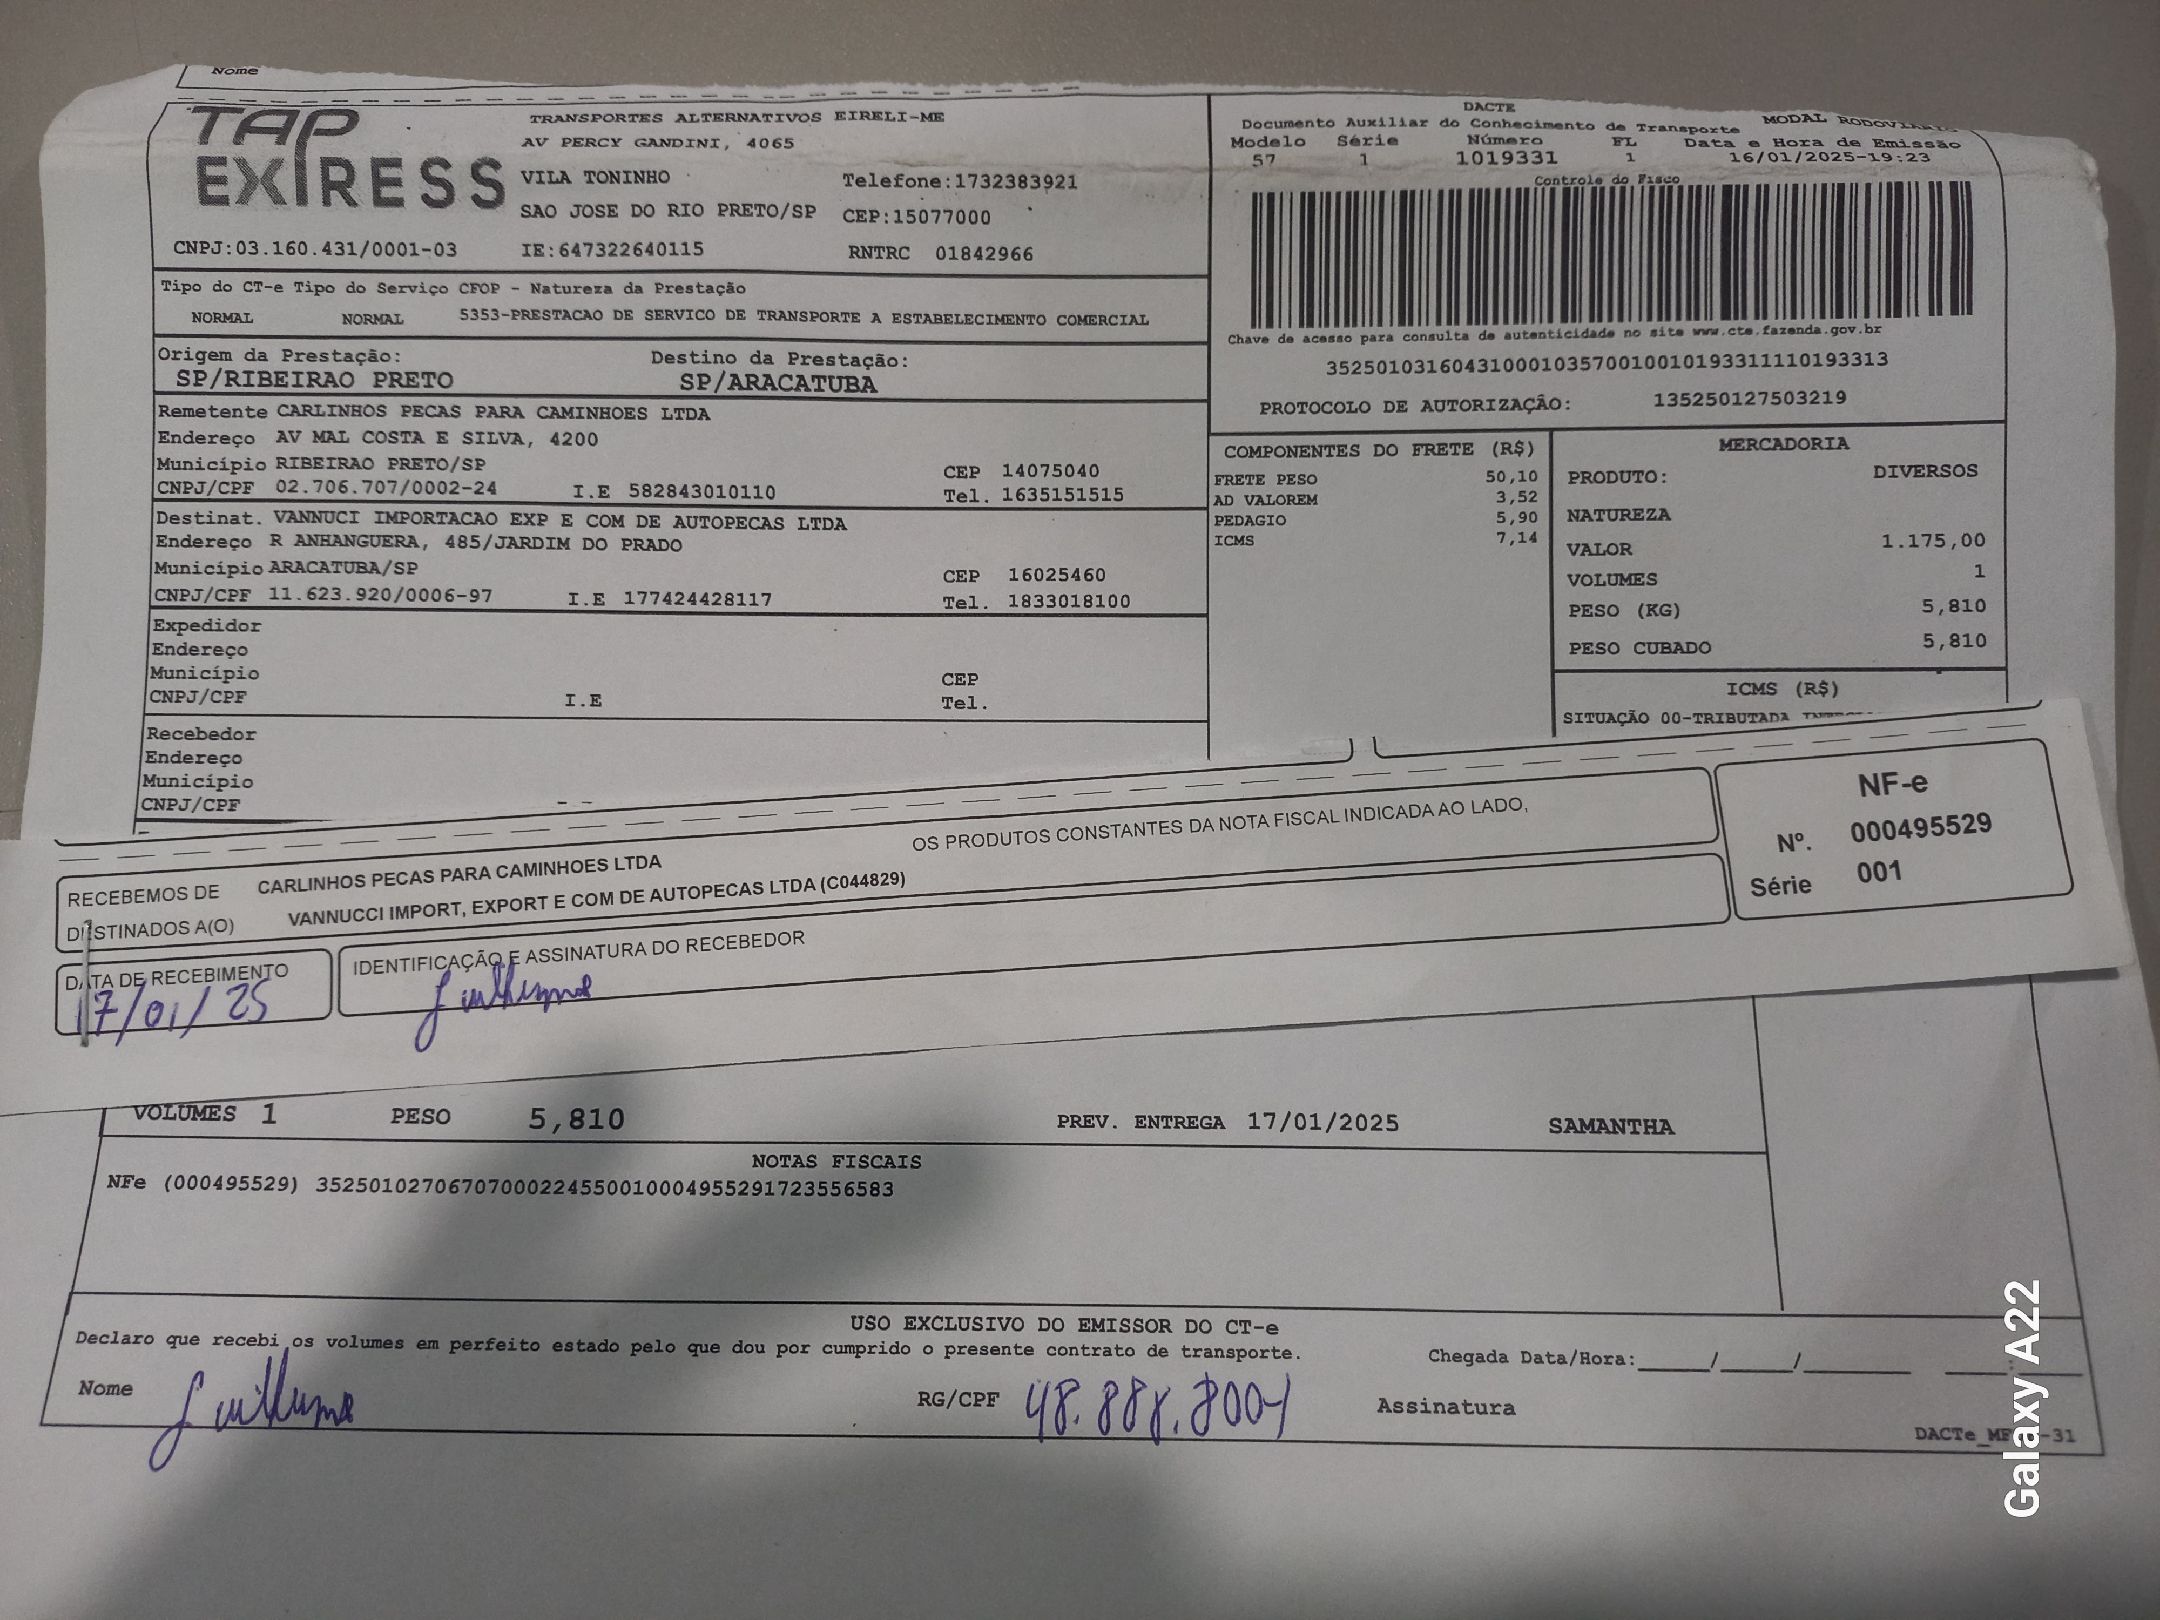 Nome
TAP EXPRESS
TRANSPORTES ALTERNATIVOS EIRELI-ME
AV PERCY GANDINI, 4065
VILA TONINHO Telefone:1732383921
SAO JOSE DO RIO PRETO/SP CEP:15077000
CNPJ:03.160.431/0001-03 IE:647322640115 RNTRC 01842966
DACTE
Documento Auxiliar do Conhecimento de Transporte MODAL RODOVIARIO
Modelo Série Número FL Data e Hora de Emissão
57 1 1019331 1 16/01/2025-19:23
Controle do Fisco
Chave de acesso para consulta de autenticidade no site www.cte.fazenda.gov.br
35250103160431000103570010010193311110193313
PROTOCOLO DE AUTORIZAÇÃO: 135250127503219
Tipo do CT-e Tipo do Serviço CFOP - Natureza da Prestação
NORMAL NORMAL 5353-PRESTACAO DE SERVICO DE TRANSPORTE A ESTABELECIMENTO COMERCIAL
Origem da Prestação: Destino da Prestação:
SP/RIBEIRAO PRETO SP/ARACATUBA
Remetente CARLINHOS PECAS PARA CAMINHOES LTDA
Endereço AV MAL COSTA E SILVA, 4200
Município RIBEIRAO PRETO/SP CEP 14075040
CNPJ/CPF 02.706.707/0002-24 I.E 582843010110 Tel. 1635151515
Destinat. VANNUCI IMPORTACAO EXP E COM DE AUTOPECAS LTDA
Endereço R ANHANGUERA, 485/JARDIM DO PRADO
Município ARACATUBA/SP CEP 16025460
CNPJ/CPF 11.623.920/0006-97 I.E 177424428117 Tel. 1833018100
Expedidor
Endereço
Município CEP
CNPJ/CPF I.E Tel.
Recebedor
Endereço
Município
CNPJ/CPF
COMPONENTES DO FRETE (R$)
FRETE PESO 50,10
AD VALOREM 3,52
PEDAGIO 5,90
ICMS 7,14
MERCADORIA
PRODUTO: DIVERSOS
NATUREZA
VALOR 1.175,00
VOLUMES 1
PESO (KG) 5,810
PESO CUBADO 5,810
ICMS (R$)
SITUAÇÃO 00-TRIBUTADA
RECEBEMOS DE CARLINHOS PECAS PARA CAMINHOES LTDA OS PRODUTOS CONSTANTES DA NOTA FISCAL INDICADA AO LADO,
DESTINADOS A(O) VANNUCCI IMPORT, EXPORT E COM DE AUTOPECAS LTDA (C044829)
NF-e
Nº. 000495529
Série 001
DATA DE RECEBIMENTO IDENTIFICAÇÃO E ASSINATURA DO RECEBEDOR
17/01/25 Guilherme
VOLUMES 1 PESO 5,810 PREV. ENTREGA 17/01/2025 SAMANTHA
NOTAS FISCAIS
NFe (000495529) 35250102706707000224550010004955291723556583
USO EXCLUSIVO DO EMISSOR DO CT-e
Declaro que recebi os volumes em perfeito estado pelo que dou por cumprido o presente contrato de transporte. Chegada Data/Hora:_____/_____/_______ ____:____
Nome Guilherme RG/CPF Assinatura
Galaxy A22